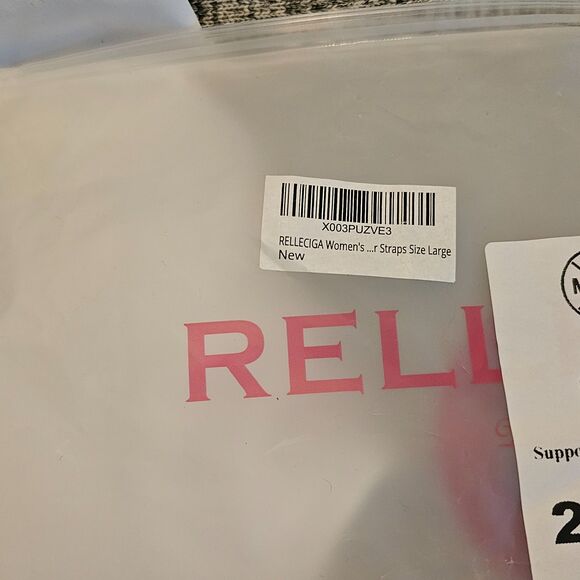 X003PUZVE3
RELLECIGA Women's ...r Straps Size Large
New
RELL
Suppo
2